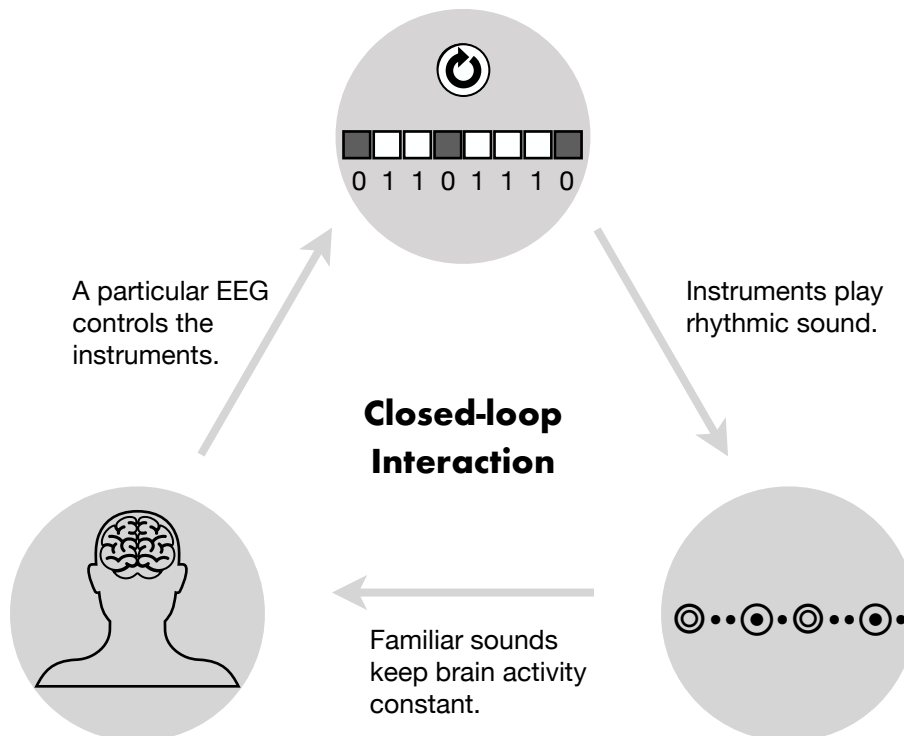 0 1 1 0 1 1 1 0
A particular EEG
controls the
instruments.
Instruments play
rhythmic sound.
Closed-loop
Interaction
Familiar sounds
keep brain activity
constant.